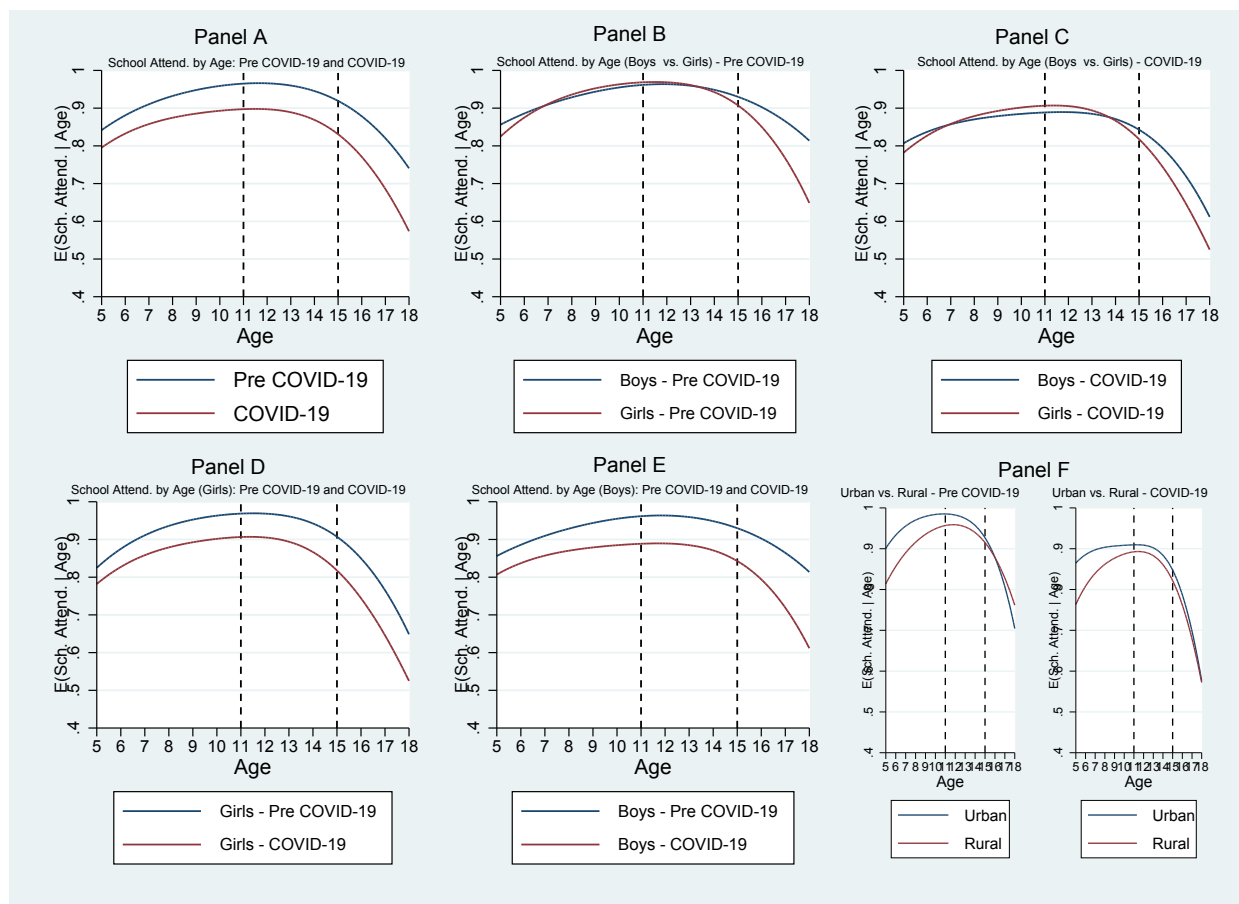 Panel A
School Attend. by Age: Pre COVID-19 and COVID-19
E(Sch. Attend. | Age)
1
.9
.8
.7
.6
.5
.4
5 6 7 8 9 10 11 12 13 14 15 16 17 18
Age
Pre COVID-19
COVID-19
Panel B
School Attend. by Age (Boys vs. Girls) - Pre COVID-19
E(Sch. Attend. | Age)
1
.9
.8
.7
.6
.5
.4
5 6 7 8 9 10 11 12 13 14 15 16 17 18
Age
Boys - Pre COVID-19
Girls - Pre COVID-19
Panel C
School Attend. by Age (Boys vs. Girls) - COVID-19
E(Sch. Attend. | Age)
1
.9
.8
.7
.6
.5
.4
5 6 7 8 9 10 11 12 13 14 15 16 17 18
Age
Boys - COVID-19
Girls - COVID-19
Panel D
School Attend. by Age (Girls): Pre COVID-19 and COVID-19
E(Sch. Attend. | Age)
1
.9
.8
.7
.6
.5
.4
5 6 7 8 9 10 11 12 13 14 15 16 17 18
Age
Girls - Pre COVID-19
Girls - COVID-19
Panel E
School Attend. by Age (Boys): Pre COVID-19 and COVID-19
E(Sch. Attend. | Age)
1
.9
.8
.7
.6
.5
.4
5 6 7 8 9 10 11 12 13 14 15 16 17 18
Age
Boys - Pre COVID-19
Boys - COVID-19
Panel F
Urban vs. Rural - Pre COVID-19
E(Sch. Attend. | Age)
1
.9
.8
.7
.6
.5
.4
5 6 7 8 9 10 11 12 13 14 15 16 17 18
Age
Urban
Rural
Urban vs. Rural - COVID-19
E(Sch. Attend. | Age)
1
.9
.8
.7
.6
.5
.4
5 6 7 8 9 10 11 12 13 14 15 16 17 18
Age
Urban
Rural